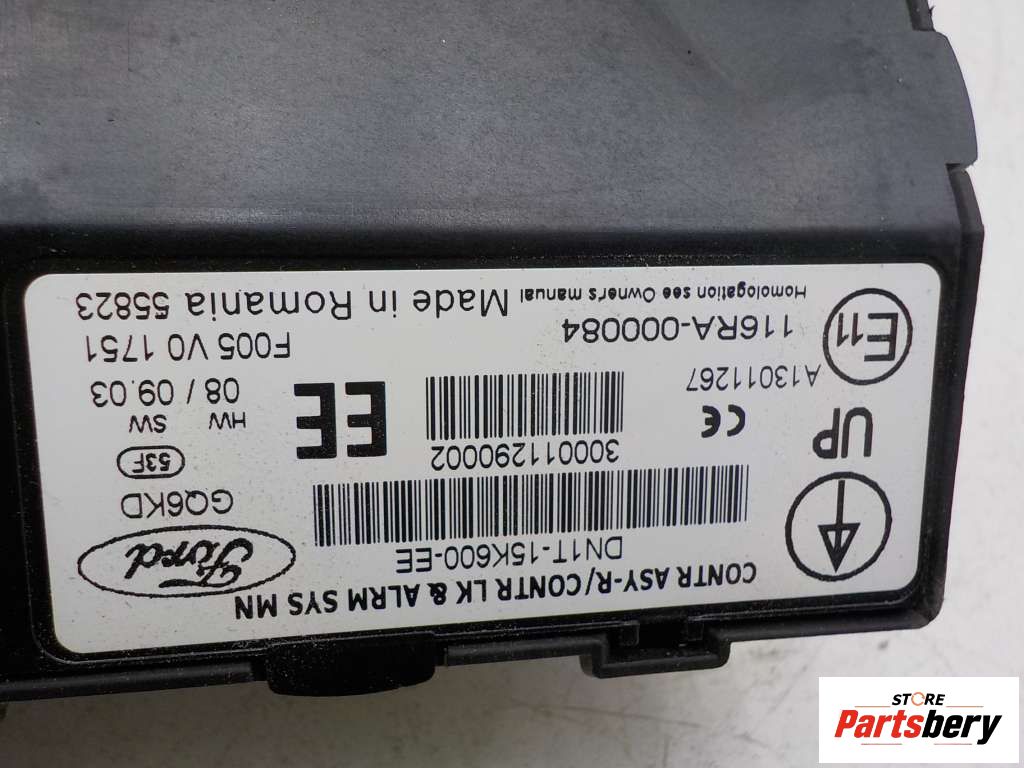 CONTR ASY-R/CONTR LK & ALRM SYS MN
DN1T-15K600-EE
Ford
GQ6KD
300011290002
UP
CE
53F
HW SW
EE
08 / 09.03
A13011267
E11
116RA-000084
F005 V0 1751
Homologation see Owner's manual
Made in Romania 55823
STORE
Partsbery